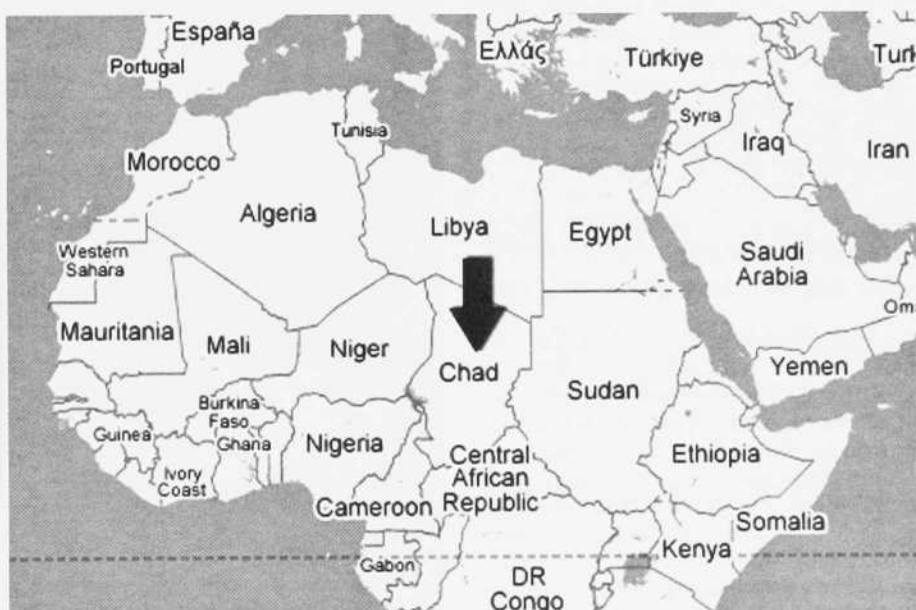 España
Portugal
Ελλάς
Türkiye
Tunisia
Syria
Iraq
Iran
Morocco
Algeria
Libya
Egypt
Saudi
Arabia
Western
Sahara
Mauritania
Mali
Niger
Chad
Sudan
Yemen
Burkina
Faso
Guinea
Ghana
Nigeria
Ivory
Coast
Central
African
Republic
Cameroon
Ethiopia
Somalia
Kenya
Gabon
DR
Congo